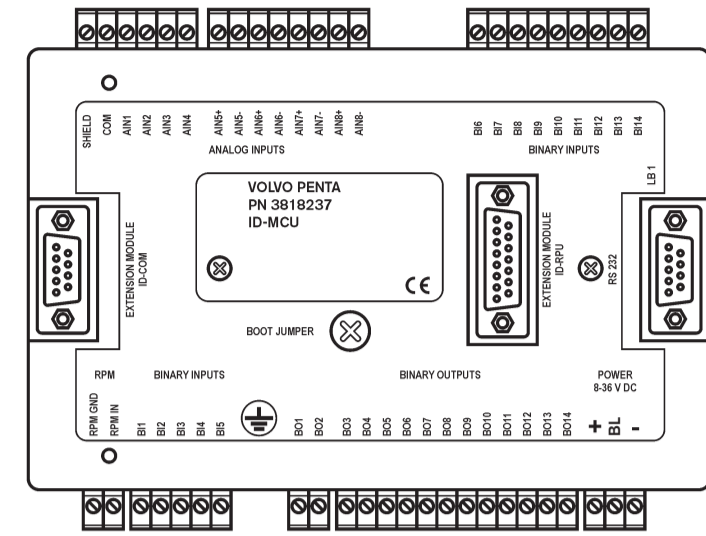 SHIELD COM AIN1 AIN2 AIN3 AIN4 AIN5+ AIN5- AIN6+ AIN6- AIN7+ AIN7- AIN8+ AIN8-
BI6 BI7 BI8 BI9 BI10 BI11 BI12 BI13 BI14
ANALOG INPUTS
BINARY INPUTS
LB1
VOLVO PENTA
PN 3818237
ID-MCU
CE
EXTENSION MODULE
ID-COM
EXTENSION MODULE
ID-RPU
RS 232
BOOT JUMPER
RPM
BINARY INPUTS
BINARY OUTPUTS
POWER
8-36 V DC
RPM GND RPM IN BI1 BI2 BI3 BI4 BI5
BO1 BO2 BO3 BO4 BO5 BO6 BO7 BO8 BO9 BO10 BO11 BO12 BO13 BO14
+ BL -